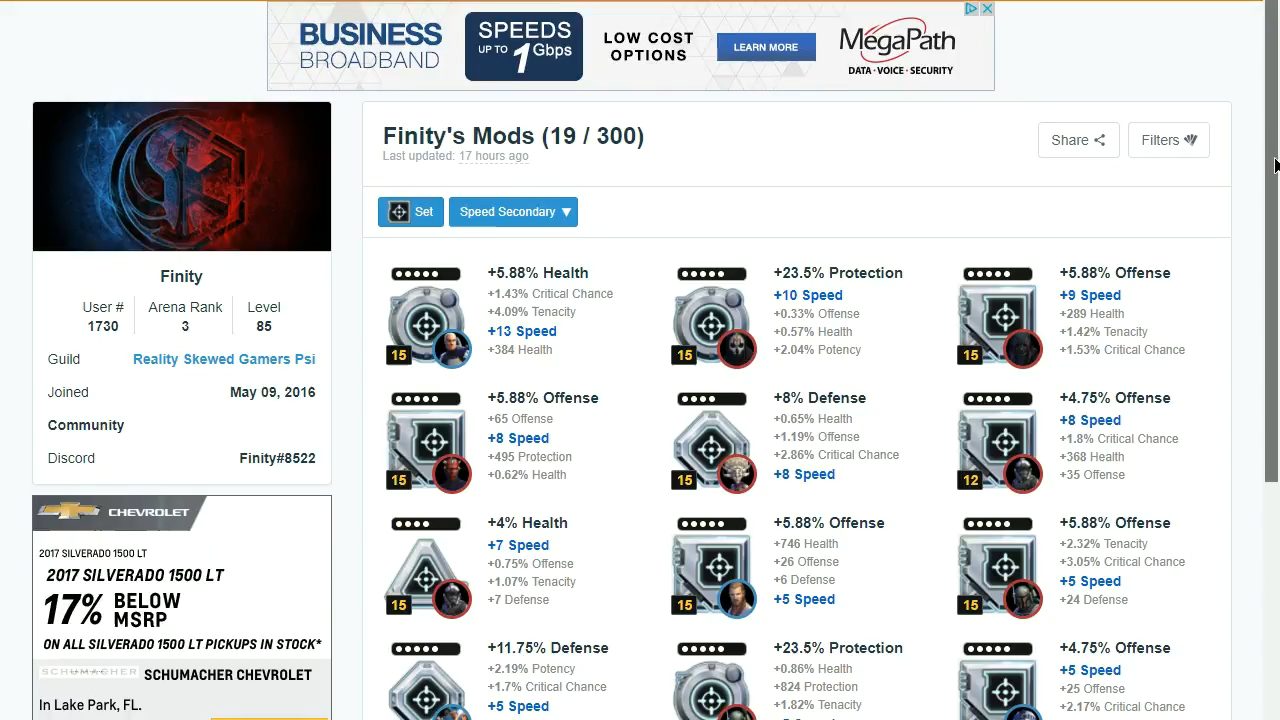 BUSINESS
BROADBAND
SPEEDS
UP TO 1Gbps
LOW COST
OPTIONS
LEARN MORE
MegaPath
DATA · VOICE · SECURITY
Finity
User #
Arena Rank
Level
1730
3
85
Guild
Reality Skewed Gamers Psi
Joined
May 09, 2016
Community
Discord
Finity#8522
CHEVROLET
2017 SILVERADO 1500 LT
2017 SILVERADO 1500 LT
17% BELOW
MSRP
ON ALL SILVERADO 1500 LT PICKUPS IN STOCK*
SCHUMACHER
SCHUMACHER CHEVROLET
In Lake Park, FL.
Finity's Mods (19 / 300)
Last updated: 17 hours ago
Share
Filters
Set
Speed Secondary
+5.88% Health
+1.43% Critical Chance
+4.09% Tenacity
+13 Speed
+384 Health
15
+23.5% Protection
+10 Speed
+0.33% Offense
+0.57% Health
+2.04% Potency
15
+5.88% Offense
+9 Speed
+289 Health
+1.42% Tenacity
+1.53% Critical Chance
15
+5.88% Offense
+65 Offense
+8 Speed
+495 Protection
+0.62% Health
15
+8% Defense
+0.65% Health
+1.19% Offense
+2.86% Critical Chance
+8 Speed
15
+4.75% Offense
+8 Speed
+1.8% Critical Chance
+368 Health
+35 Offense
12
+4% Health
+7 Speed
+0.75% Offense
+1.07% Tenacity
+7 Defense
15
+5.88% Offense
+746 Health
+26 Offense
+6 Defense
+5 Speed
15
+5.88% Offense
+2.32% Tenacity
+3.05% Critical Chance
+5 Speed
+24 Defense
15
+11.75% Defense
+2.19% Potency
+1.7% Critical Chance
+5 Speed
+23.5% Protection
+0.86% Health
+824 Protection
+1.82% Tenacity
+4.75% Offense
+5 Speed
+25 Offense
+2.17% Critical Chance